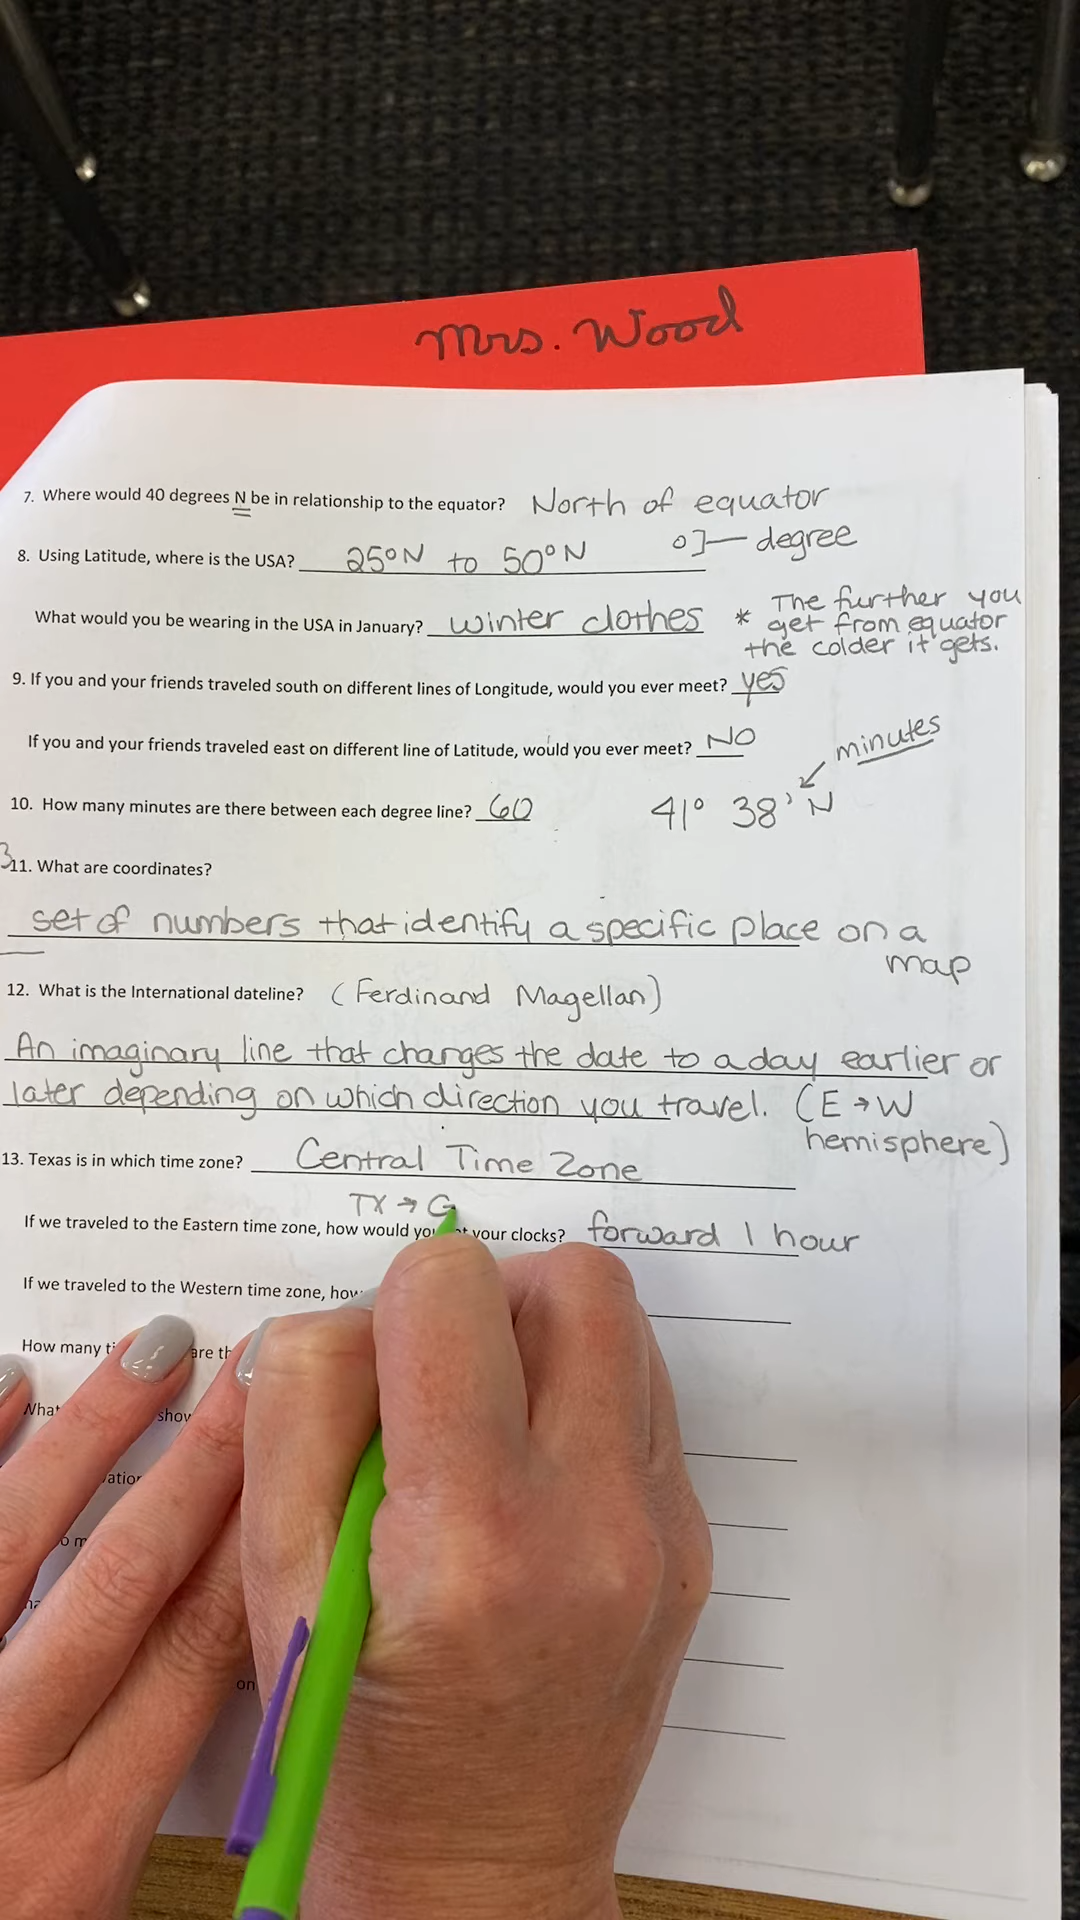 Mrs. Wood
7. Where would 40 degrees N be in relationship to the equator? North of equator
8. Using Latitude, where is the USA? 25°N to 50°N o]— degree
What would you be wearing in the USA in January? winter clothes * The further you
get from equator
the colder it gets.
9. If you and your friends traveled south on different lines of Longitude, would you ever meet? yes
If you and your friends traveled east on different line of Latitude, would you ever meet? NO
minutes
10. How many minutes are there between each degree line? 60 41° 38' N
11. What are coordinates?
set of numbers that identify a specific place on a
map
12. What is the International dateline? (Ferdinand Magellan)
An imaginary line that changes the date to a day earlier or
later depending on which direction you travel. (E → W
hemisphere)
13. Texas is in which time zone? Central Time Zone
TX → G
If we traveled to the Eastern time zone, how would your clocks? forward 1 hour
If we traveled to the Western time zone, how
How many are th
What show
on